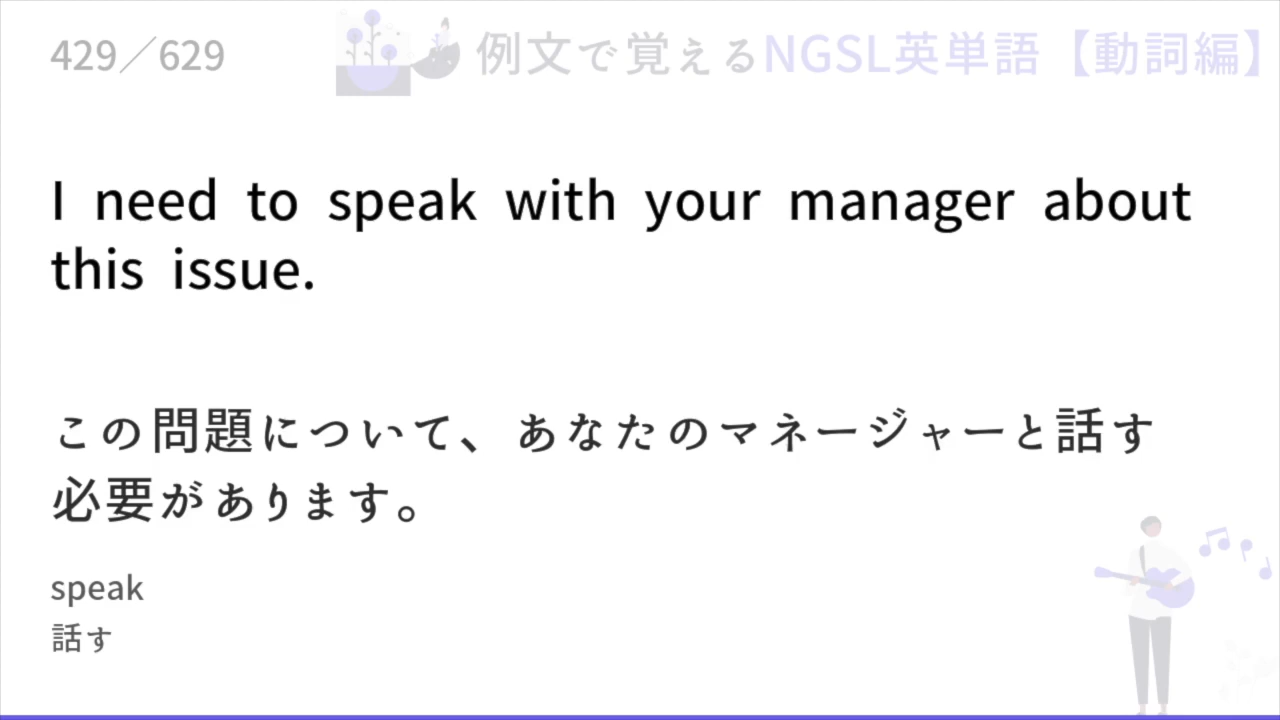 429／629
例文で覚えるNGSL英単語【動詞編】
I need to speak with your manager about
this issue.
この問題について、あなたのマネージャーと話す
必要があります。
speak
話す